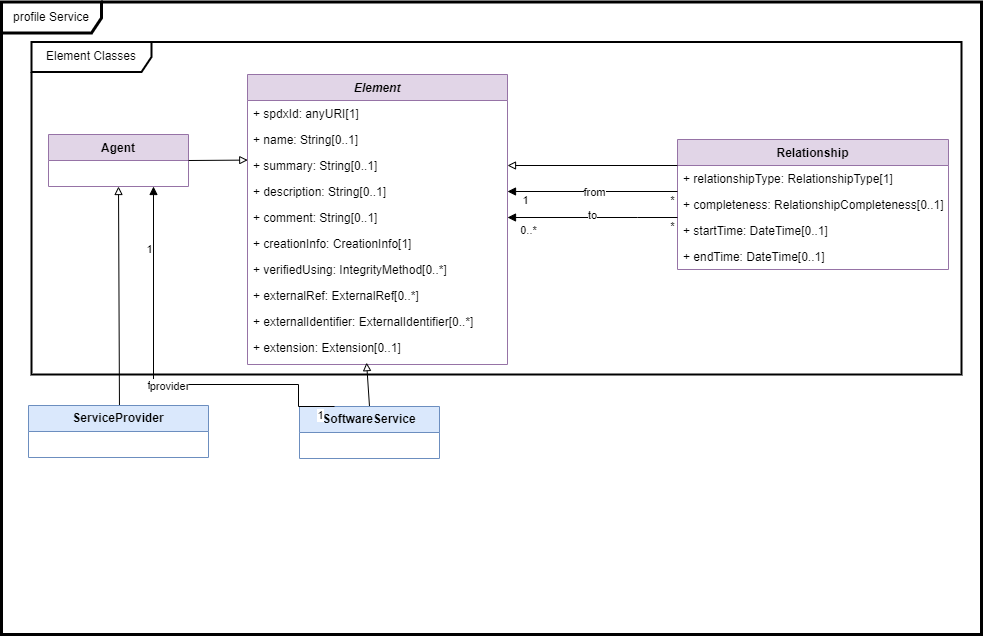 profile Service
Element Classes
Element
+ spdxId: anyURI[1]
+ name: String[0..1]
+ summary: String[0..1]
+ description: String[0..1]
+ comment: String[0..1]
+ creationInfo: CreationInfo[1]
+ verifiedUsing: IntegrityMethod[0..*]
+ externalRef: ExternalRef[0..*]
+ externalIdentifier: ExternalIdentifier[0..*]
+ extension: Extension[0..1]
Agent
Relationship
+ relationshipType: RelationshipType[1]
+ completeness: RelationshipCompleteness[0..1]
+ startTime: DateTime[0..1]
+ endTime: DateTime[0..1]
from
1
*
to
0..*
*
1
provider
1
ServiceProvider
SoftwareService